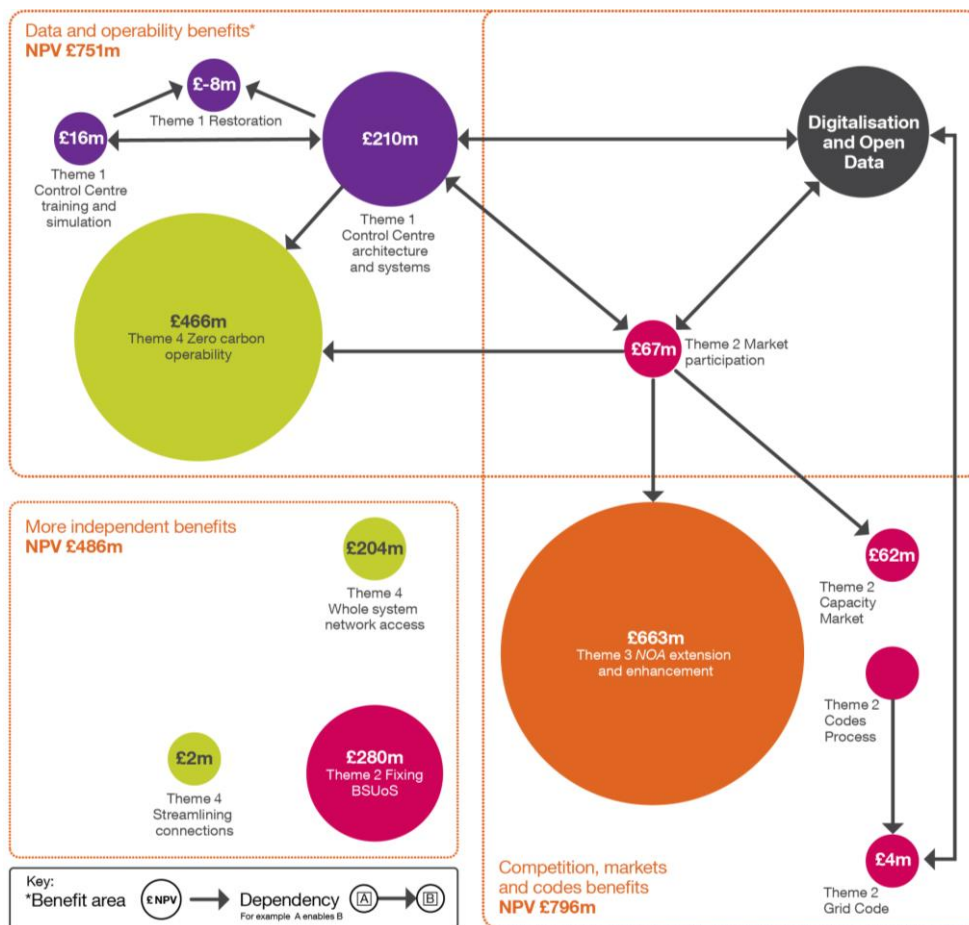 Data and operability benefits*
NPV £751m
£-8m
Theme 1 Restoration
£16m
Theme 1
Control Centre
training and
simulation
£210m
Theme 1
Control Centre
architecture
and systems
Digitalisation
and Open
Data
£466m
Theme 4 Zero carbon
operability
£67m
Theme 2 Market
participation
More independent benefits
NPV £486m
£204m
Theme 4
Whole system
network access
£2m
Theme 4
Streamlining
connections
£280m
Theme 2 Fixing
BSUoS
£663m
Theme 3 NOA extension
and enhancement
£62m
Theme 2
Capacity
Market
Theme 2
Codes
Process
£4m
Theme 2
Grid Code
Competition, markets
and codes benefits
NPV £796m
Key:
*Benefit area
£ NPV
Dependency
For example A enables B
A
B